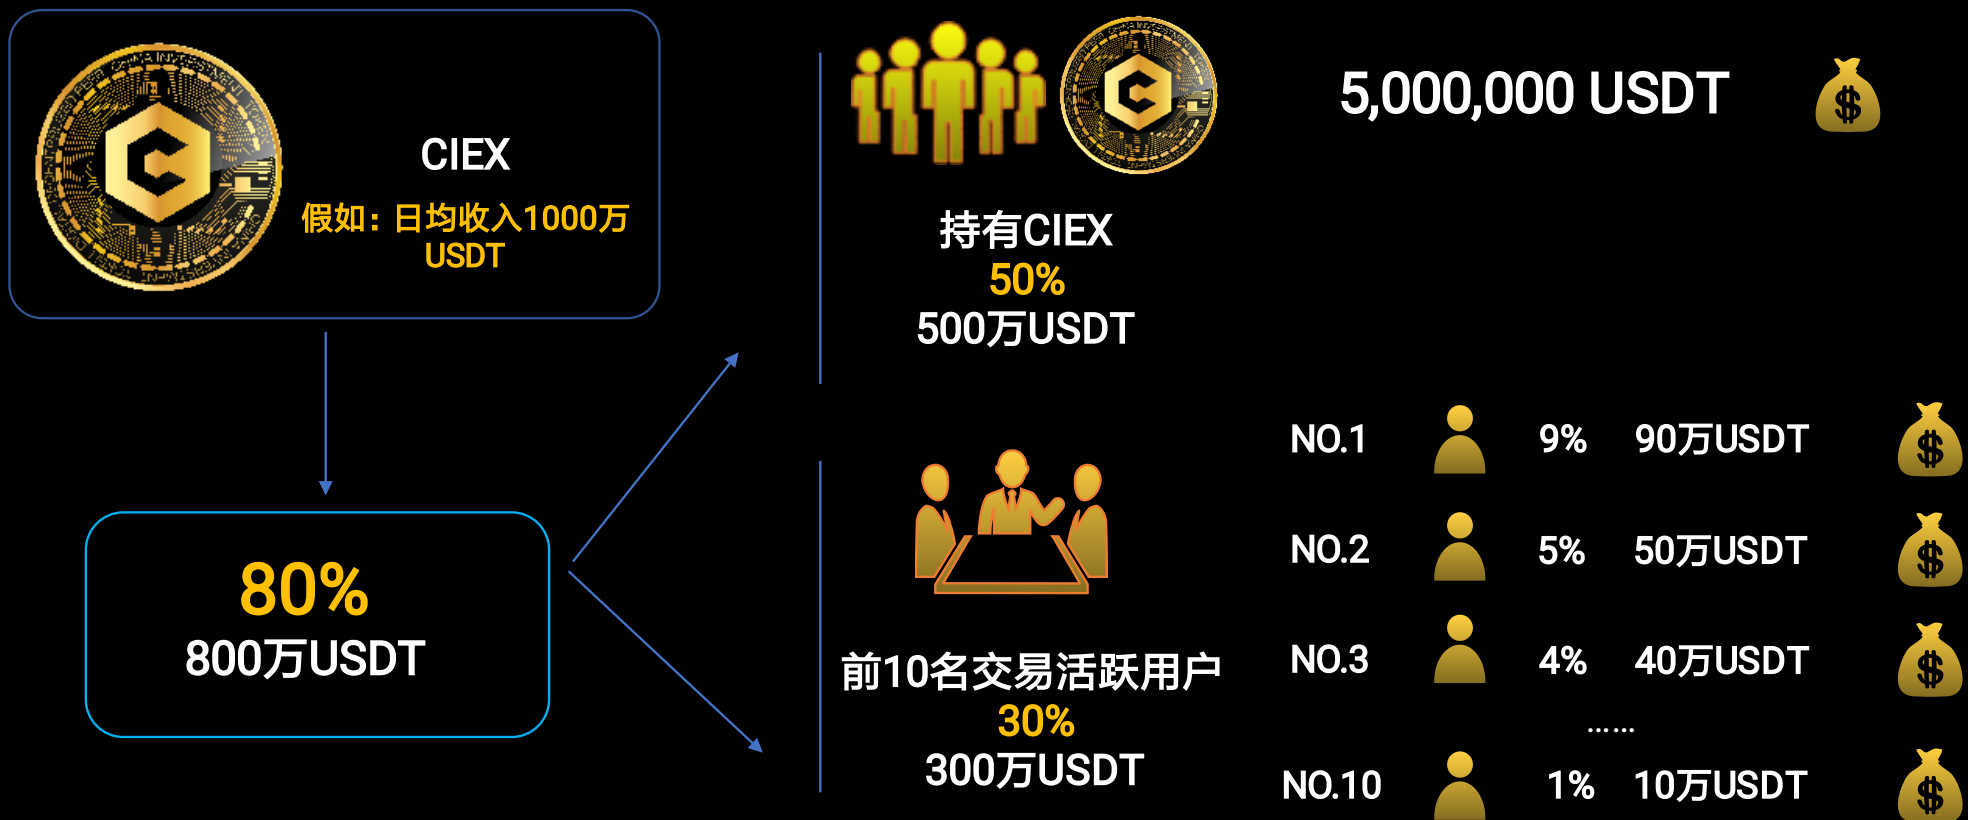 CIEX
假如：日均收入1000万
USDT
80%
800万USDT
持有CIEX
50%
500万USDT
5,000,000 USDT
前10名交易活跃用户
30%
300万USDT
NO.1 9% 90万USDT
NO.2 5% 50万USDT
NO.3 4% 40万USDT
……
NO.10 1% 10万USDT